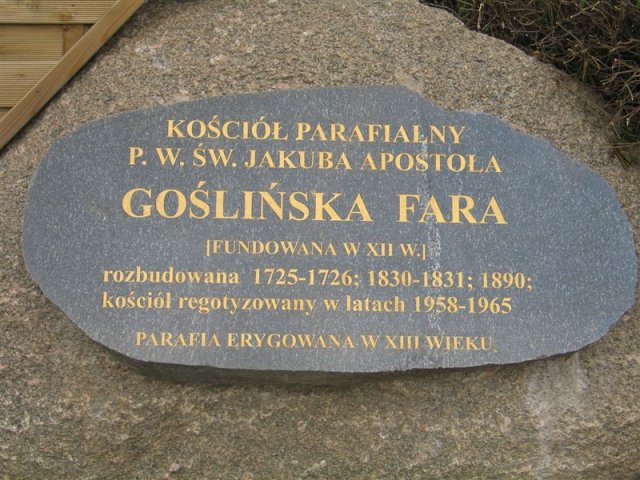 KOŚCIÓŁ PARAFIALNY
P. W. ŚW. JAKUBA APOSTOŁA
GOŚLIŃSKA FARA
[FUNDOWANA W XII W.]
rozbudowana 1725-1726; 1830-1831; 1890;
kościół regotyzowany w latach 1958-1965
PARAFIA ERYGOWANA W XIII WIEKU